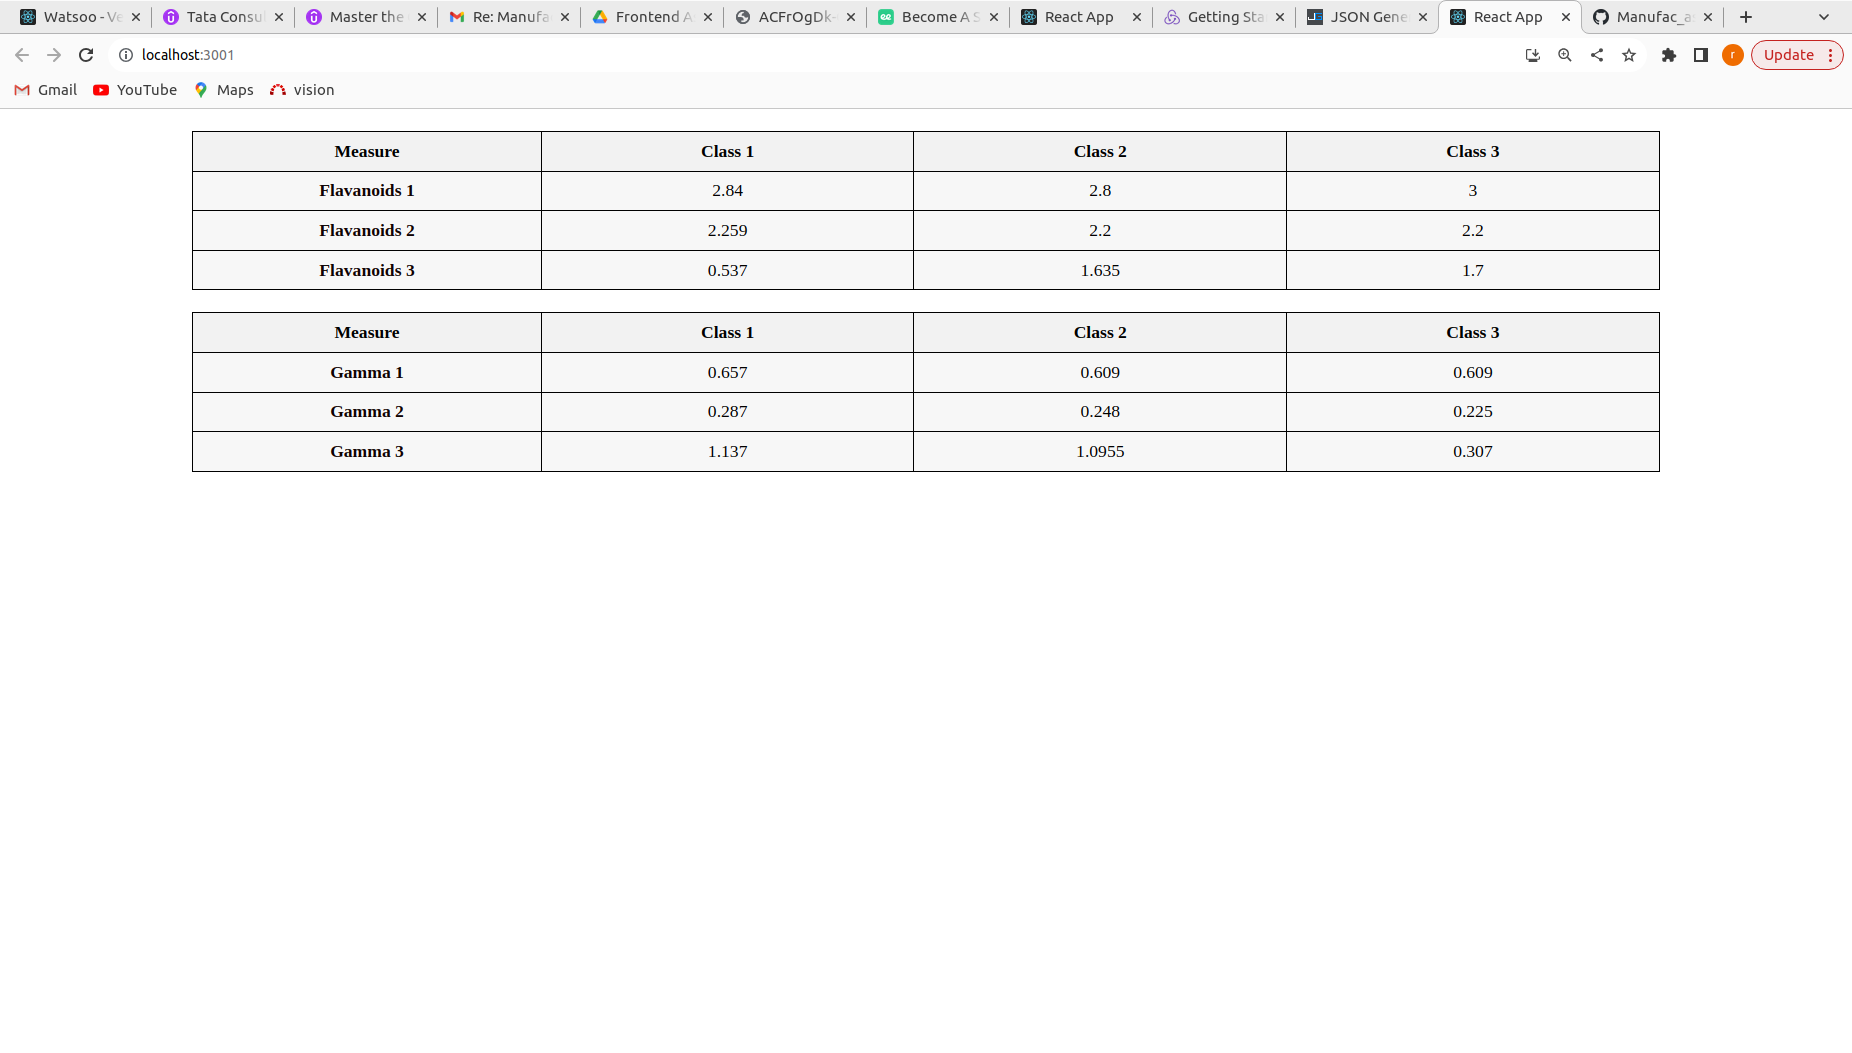 Watsoo - Ve Tata Consul Master the Re: Manufa Frontend A ACFrOgDk- Become A S React App Getting Sta JSON Gene React App Manufac_a
localhost:3001 r Update
Gmail YouTube Maps vision
Measure Class 1 Class 2 Class 3
Flavanoids 1 2.84 2.8 3
Flavanoids 2 2.259 2.2 2.2
Flavanoids 3 0.537 1.635 1.7
Measure Class 1 Class 2 Class 3
Gamma 1 0.657 0.609 0.609
Gamma 2 0.287 0.248 0.225
Gamma 3 1.137 1.0955 0.307